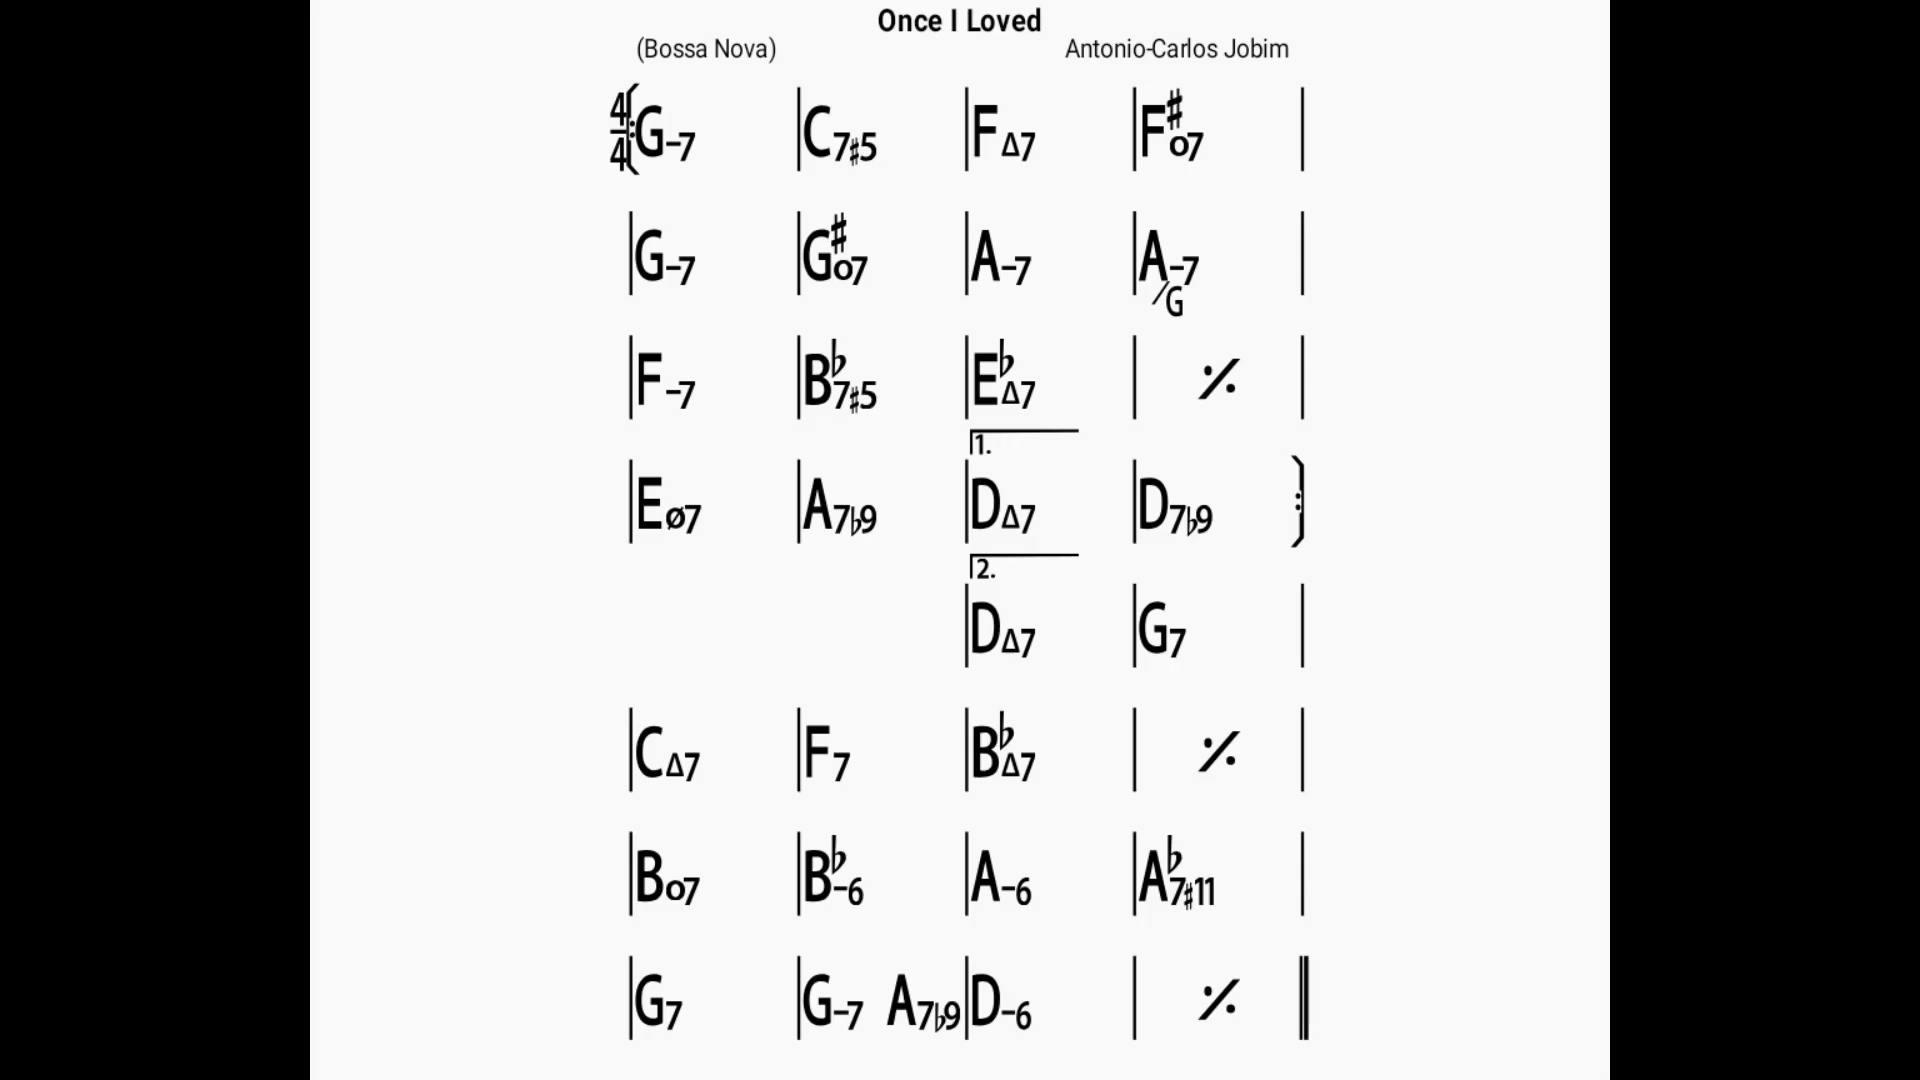 Once I Loved
(Bossa Nova) Antonio-Carlos Jobim
4/4 G-7 | C7♯5 | FΔ7 | F♯o7 |
| G-7 | G♯o7 | A-7 | A-7/G |
| F-7 | B♭7♯5 | E♭Δ7 | 𝄎 |
1.
| Eø7 | A7♭9 | DΔ7 | D7♭9
2.
| DΔ7 | G7 |
| CΔ7 | F7 | B♭Δ7 | 𝄎 |
| Bo7 | B♭-6 | A-6 | A♭7♯11 |
| G7 | G-7 A7♭9 | D-6 | 𝄎 ||